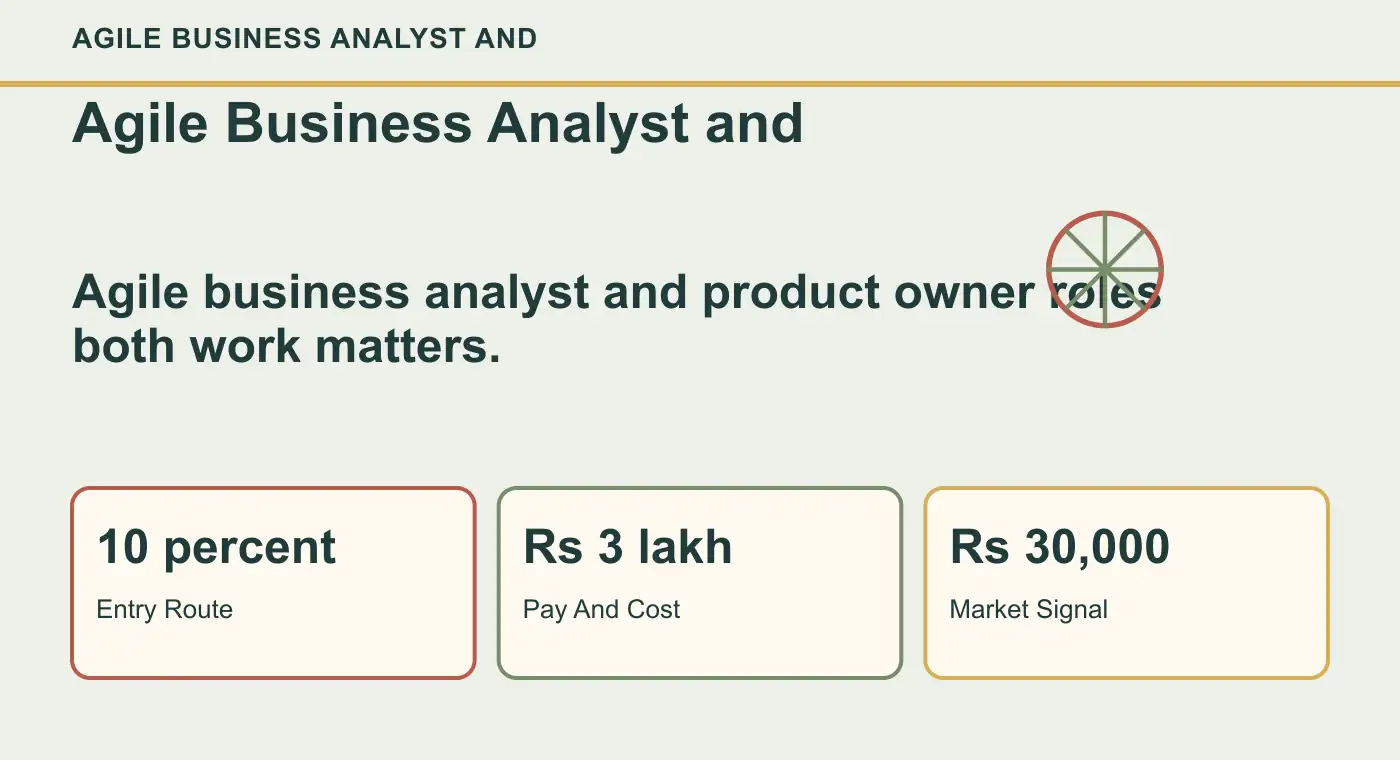 AGILE BUSINESS ANALYST AND
Agile Business Analyst and
Agile business analyst and product owner roles
both work matters.
10 percent
Entry Route
Rs 3 lakh
Pay And Cost
Rs 30,000
Market Signal